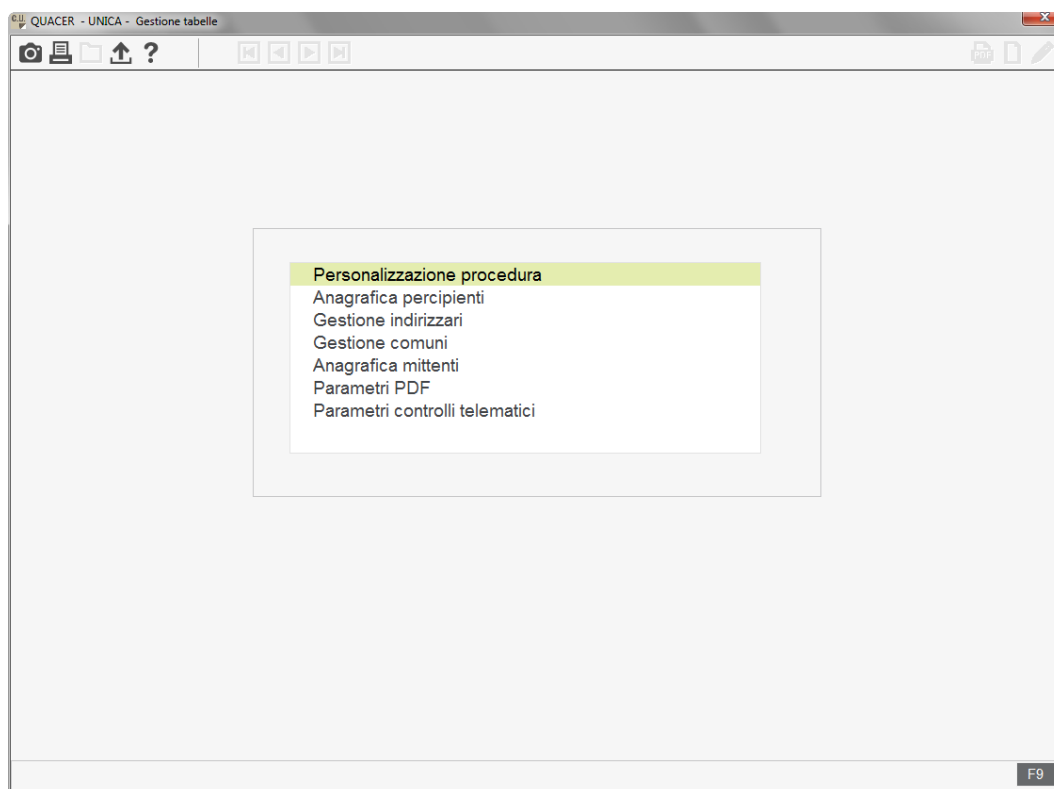 C.U. QUACER - UNICA - Gestione tabelle
?
PDF
Personalizzazione procedura
Anagrafica percipienti
Gestione indirizzari
Gestione comuni
Anagrafica mittenti
Parametri PDF
Parametri controlli telematici
F9